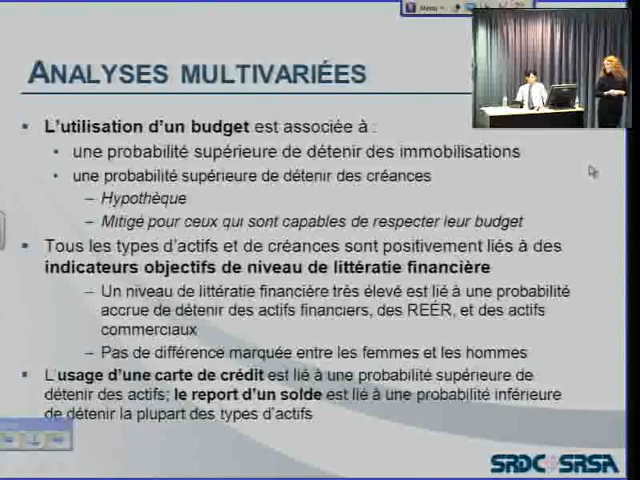 Menu
ANALYSES MULTIVARIÉES
L'utilisation d'un budget est associée à :
une probabilité supérieure de détenir des immobilisations
une probabilité supérieure de détenir des créances
– Hypothèque
– Mitigé pour ceux qui sont capables de respecter leur budget
Tous les types d'actifs et de créances sont positivement liés à des
indicateurs objectifs de niveau de littératie financière
– Un niveau de littératie financière très élevé est lié à une probabilité
accrue de détenir des actifs financiers, des REÉR, et des actifs
commerciaux
– Pas de différence marquée entre les femmes et les hommes
L'usage d'une carte de crédit est lié à une probabilité supérieure de
détenir des actifs; le report d'un solde est lié à une probabilité inférieure
de détenir la plupart des types d'actifs
SRDC SRSA